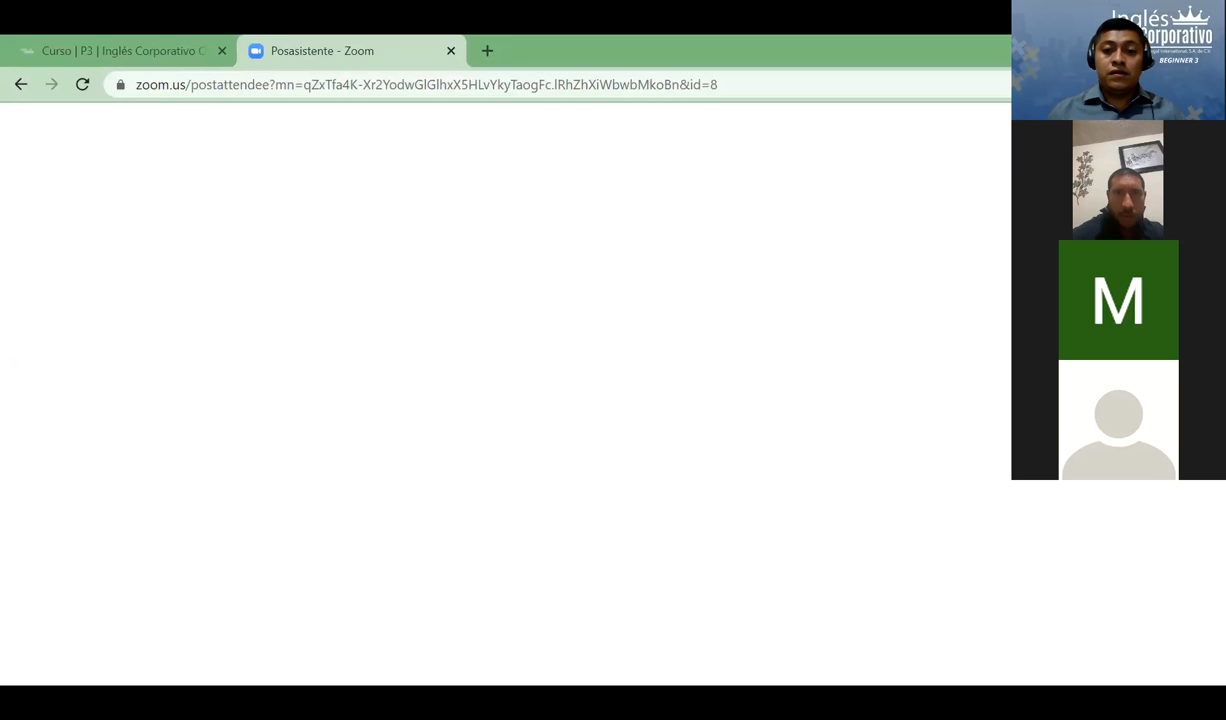 Curso | P3 | Inglés Corporativo C
Posasistente - Zoom
zoom.us/postattendee?mn=qZxTfa4K-Xr2YodwGlGlhxX5HLvYkyTaogFc.lRhZhXiWbwbMkoBn&id=8
Inglés
Corporativo
BEGINNER 3
M